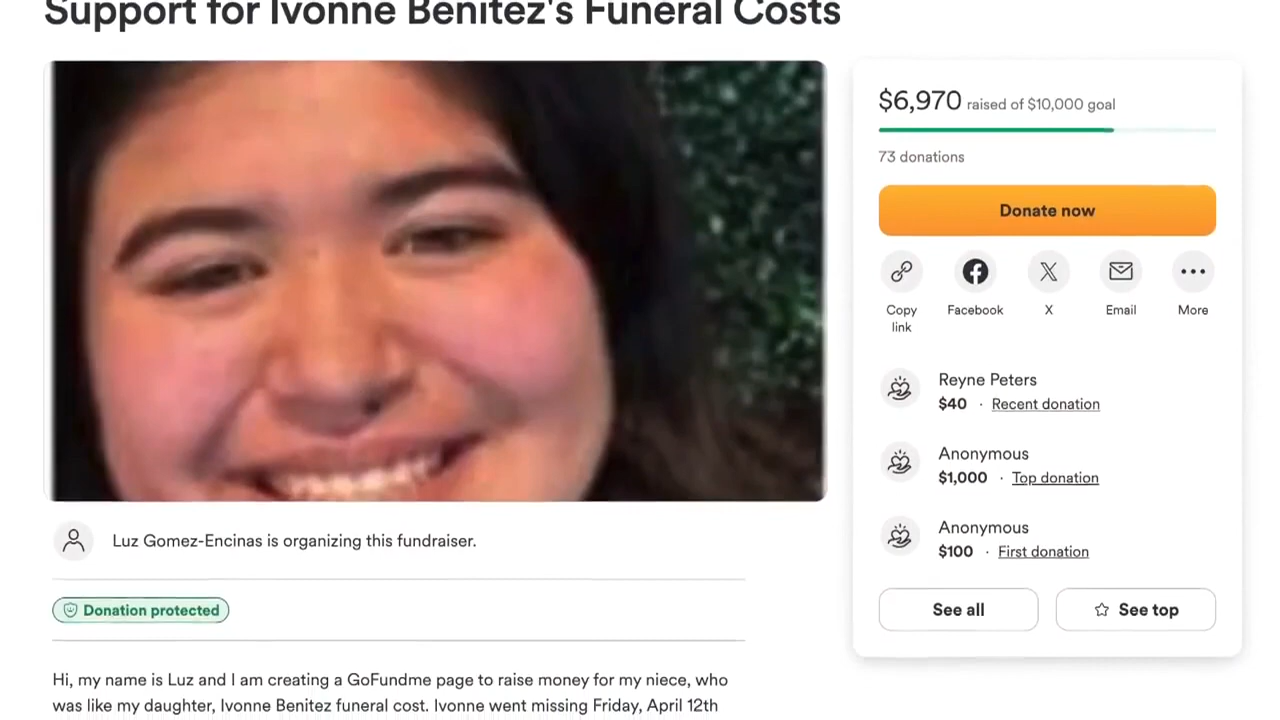 Support for Ivonne Benitez's Funeral Costs
$6,970 raised of $10,000 goal
73 donations
Donate now
Copy link
Facebook
X
Email
More
Reyne Peters
$40 · Recent donation
Anonymous
$1,000 · Top donation
Anonymous
$100 · First donation
See all
See top
Luz Gomez-Encinas is organizing this fundraiser.
Donation protected
Hi, my name is Luz and I am creating a GoFundme page to raise money for my niece, who
was like my daughter, Ivonne Benitez funeral cost. Ivonne went missing Friday, April 12th